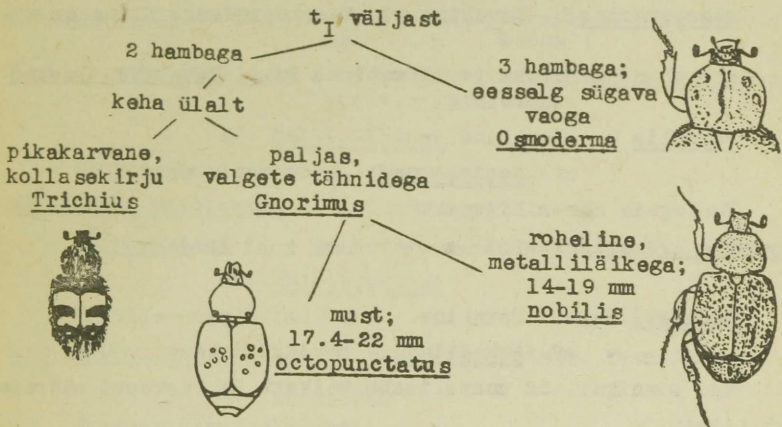 t_I väljast
2 hambaga
3 hambaga;
eesselg sügava
vaoga
Osmoderma
keha ülalt
pikakarvane,
kollasekirju
Trichius
paljas,
valgete tähnidega
Gnorimus
roheline,
metalliläikega;
14-19 mm
nobilis
must;
17.4-22 mm
octopunctatus